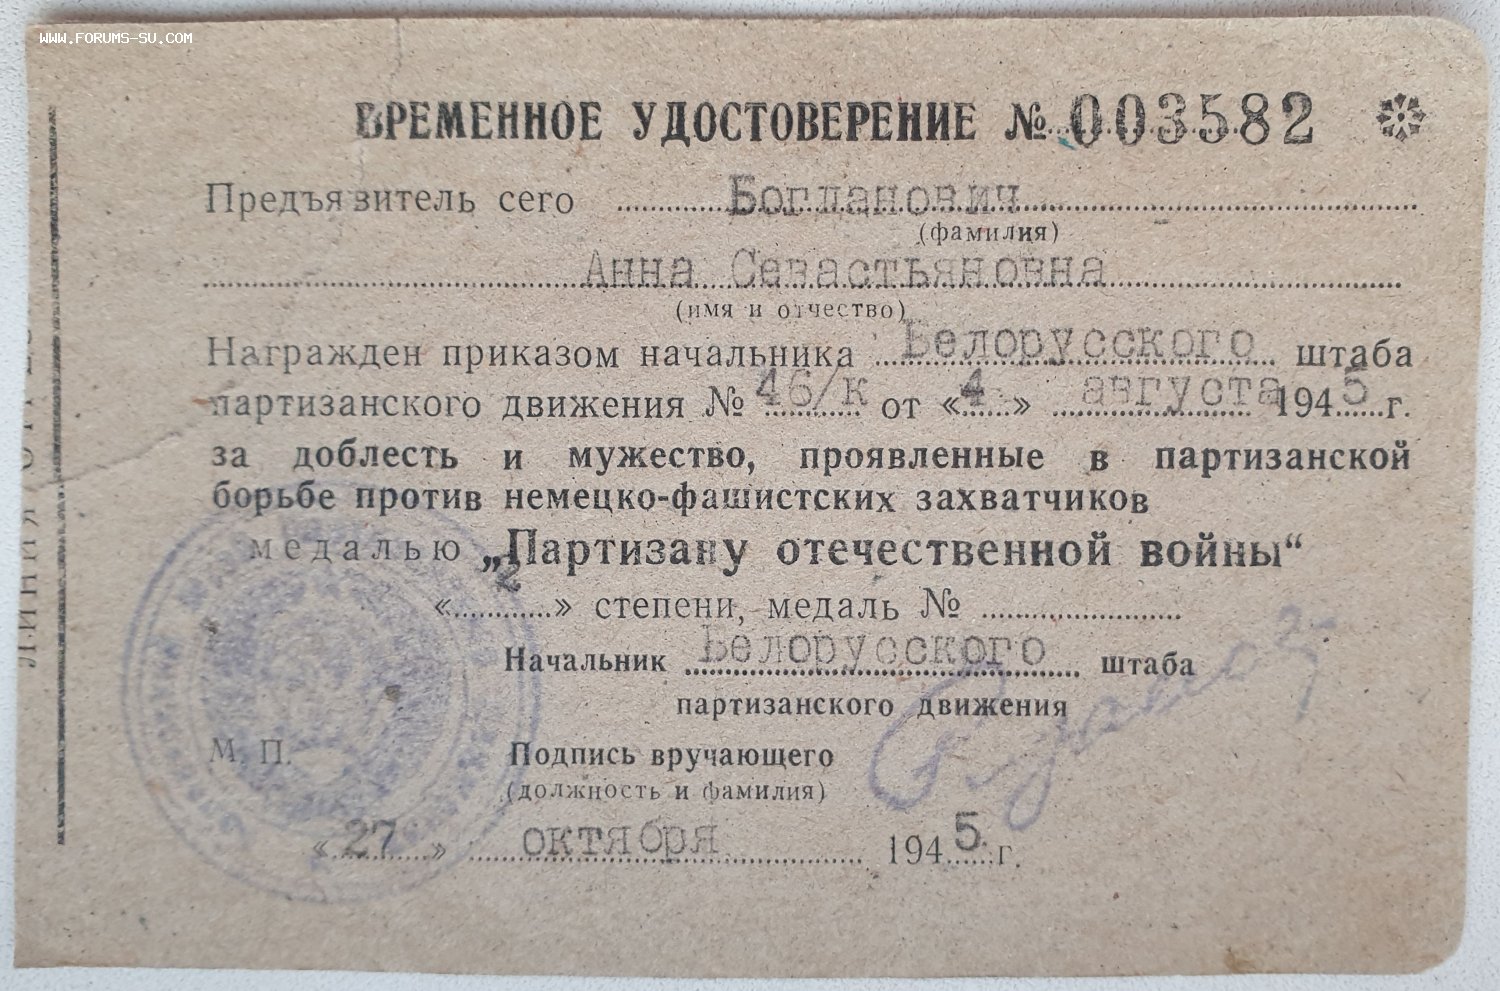 WWW.FORUMS-SU.COM
ВРЕМЕННОЕ УДОСТОВЕРЕНИЕ № 003582
Предъявитель сего Богданович
(фамилия)
Анна Севастьяновна
(имя и отчество)
Награжден приказом начальника Белорусского штаба
партизанского движения № 46/к от «4» августа 1945 г.
за доблесть и мужество, проявленные в партизанской
борьбе против немецко-фашистских захватчиков
медалью „Партизану отечественной войны“
«2» степени, медаль №
Начальник Белорусского штаба
партизанского движения
М. П. Подпись вручающего
(должность и фамилия)
«27» октября 1945 г.
ЛИНИЯ